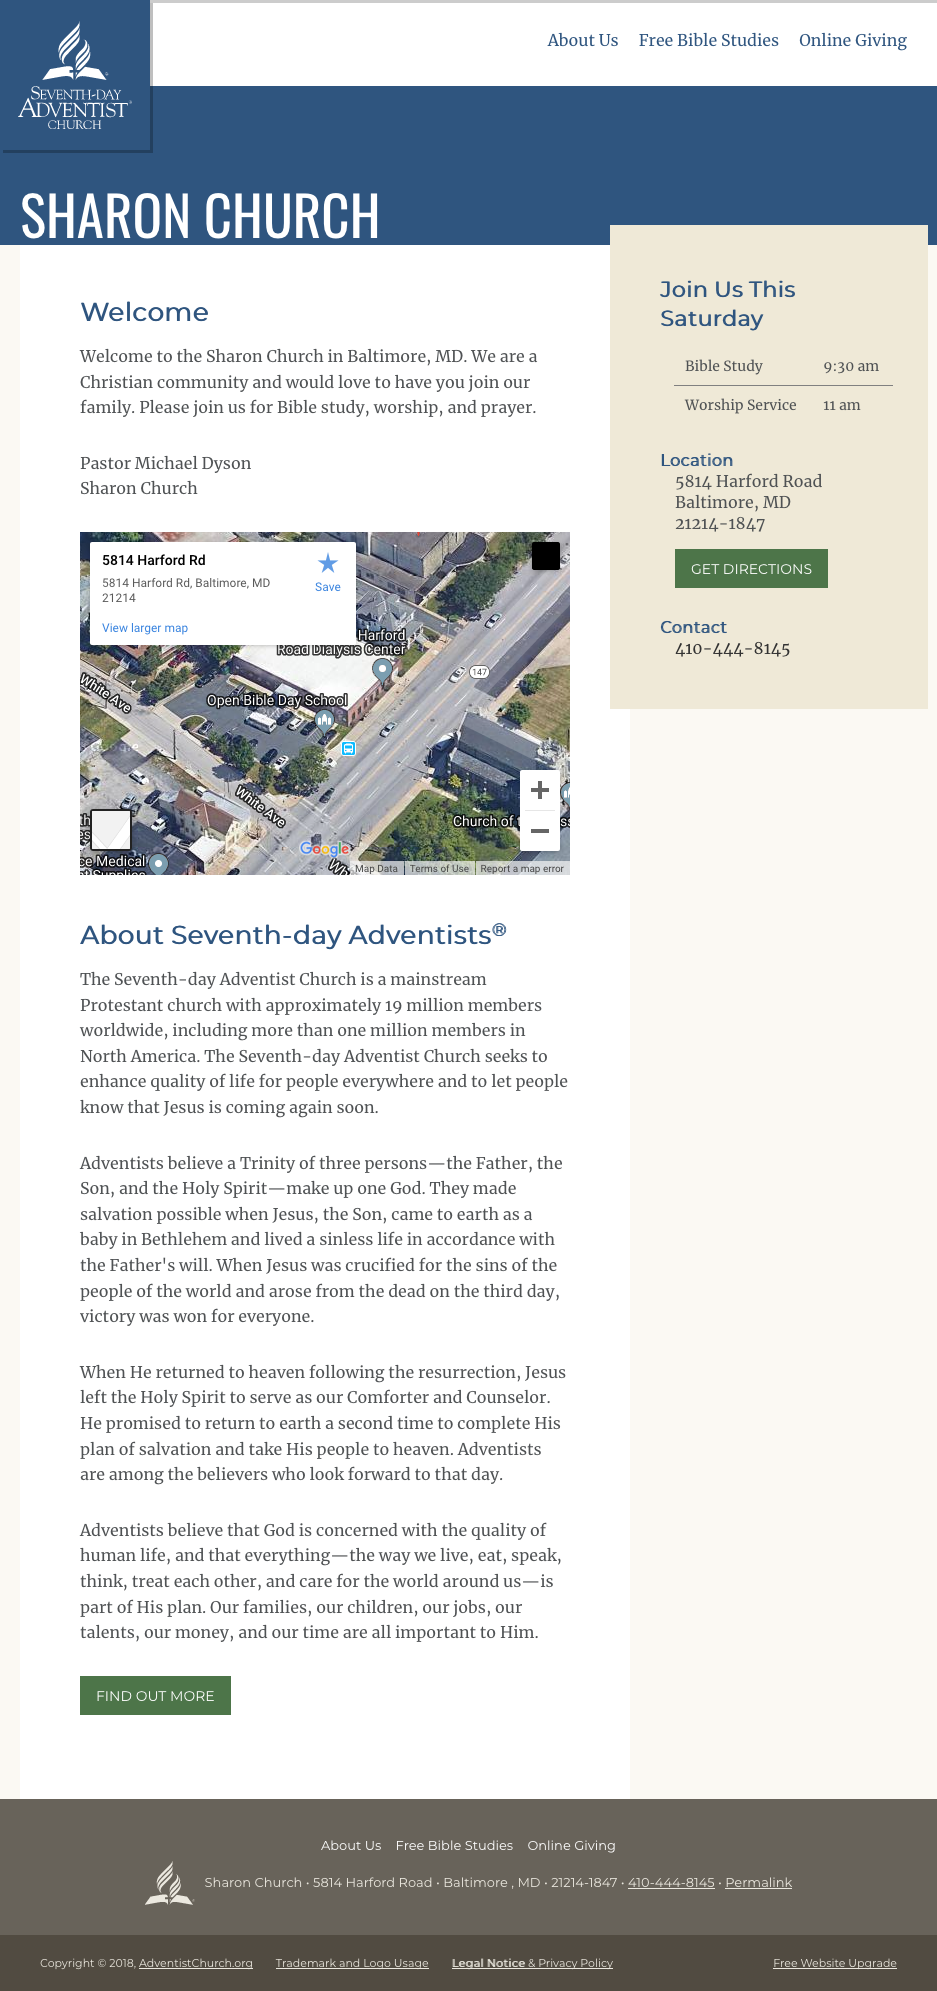 About Us Free Bible Studies Online Giving
SEVENTH-DAY
ADVENTIST®
CHURCH
SHARON CHURCH
Welcome
Welcome to the Sharon Church in Baltimore, MD. We are a
Christian community and would love to have you join our
family. Please join us for Bible study, worship, and prayer.
Pastor Michael Dyson
Sharon Church
5814 Harford Rd
5814 Harford Rd, Baltimore, MD
21214
Save
View larger map
Harford
Road Dialysis Center
147
White Ave
Open Bible Day School
Google
White Ave
Church of
ce Medical
Google
Map Data Terms of Use Report a map error
Join Us This
Saturday
Bible Study 9:30 am
Worship Service 11 am
Location
5814 Harford Road
Baltimore, MD
21214-1847
GET DIRECTIONS
Contact
410-444-8145
About Seventh-day Adventists®
The Seventh-day Adventist Church is a mainstream
Protestant church with approximately 19 million members
worldwide, including more than one million members in
North America. The Seventh-day Adventist Church seeks to
enhance quality of life for people everywhere and to let people
know that Jesus is coming again soon.
Adventists believe a Trinity of three persons—the Father, the
Son, and the Holy Spirit—make up one God. They made
salvation possible when Jesus, the Son, came to earth as a
baby in Bethlehem and lived a sinless life in accordance with
the Father's will. When Jesus was crucified for the sins of the
people of the world and arose from the dead on the third day,
victory was won for everyone.
When He returned to heaven following the resurrection, Jesus
left the Holy Spirit to serve as our Comforter and Counselor.
He promised to return to earth a second time to complete His
plan of salvation and take His people to heaven. Adventists
are among the believers who look forward to that day.
Adventists believe that God is concerned with the quality of
human life, and that everything—the way we live, eat, speak,
think, treat each other, and care for the world around us—is
part of His plan. Our families, our children, our jobs, our
talents, our money, and our time are all important to Him.
FIND OUT MORE
About Us Free Bible Studies Online Giving
Sharon Church • 5814 Harford Road • Baltimore , MD • 21214-1847 • 410-444-8145 • Permalink
Copyright © 2018, AdventistChurch.org Trademark and Logo Usage Legal Notice & Privacy Policy Free Website Upgrade